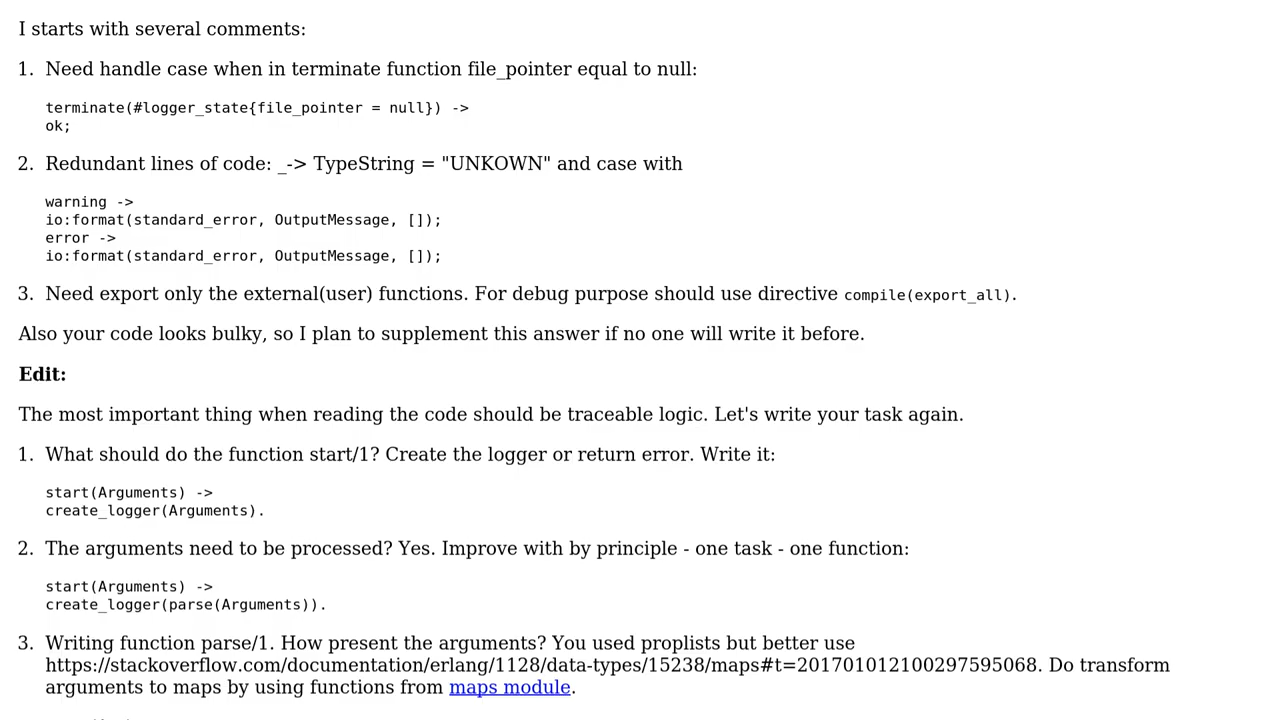 I starts with several comments:
1. Need handle case when in terminate function file_pointer equal to null:
terminate(#logger_state{file_pointer = null}) ->
ok;
2. Redundant lines of code: _-> TypeString = "UNKOWN" and case with
warning ->
io:format(standard_error, OutputMessage, []);
error ->
io:format(standard_error, OutputMessage, []);
3. Need export only the external(user) functions. For debug purpose should use directive compile(export_all).
Also your code looks bulky, so I plan to supplement this answer if no one will write it before.
Edit:
The most important thing when reading the code should be traceable logic. Let's write your task again.
1. What should do the function start/1? Create the logger or return error. Write it:
start(Arguments) ->
create_logger(Arguments).
2. The arguments need to be processed? Yes. Improve with by principle - one task - one function:
start(Arguments) ->
create_logger(parse(Arguments)).
3. Writing function parse/1. How present the arguments? You used proplists but better use
https://stackoverflow.com/documentation/erlang/1128/data-types/15238/maps#t=201701012100297595068. Do transform
arguments to maps by using functions from maps module.